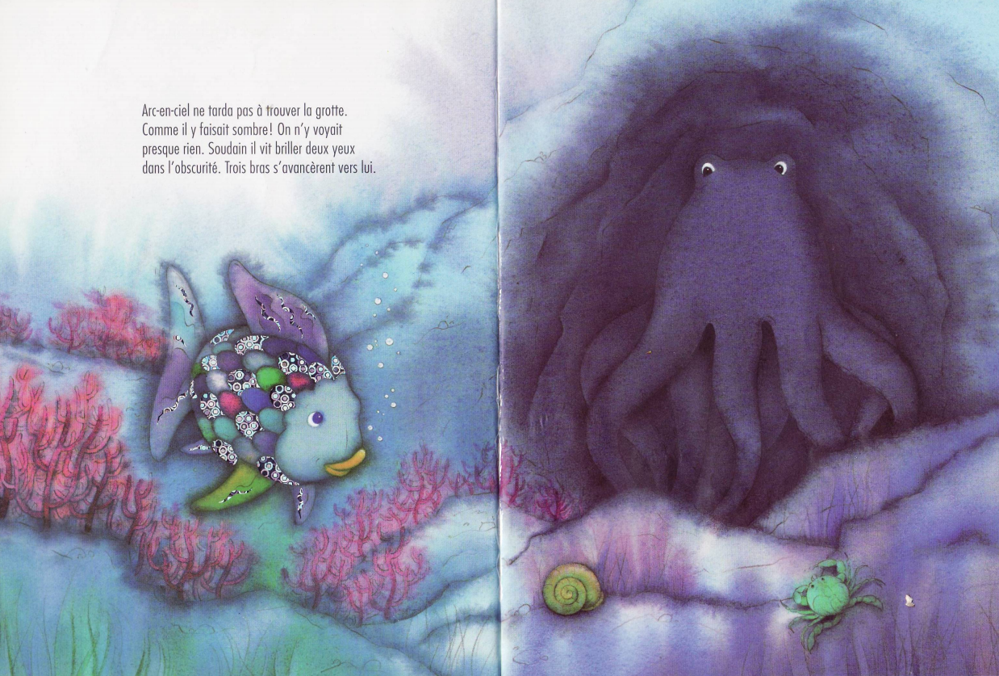 Arc-en-ciel ne tarda pas à trouver la grotte.
Comme il y faisait sombre! On n'y voyait
presque rien. Soudain il vit briller deux yeux
dans l'obscurité. Trois bras s'avancèrent vers lui.